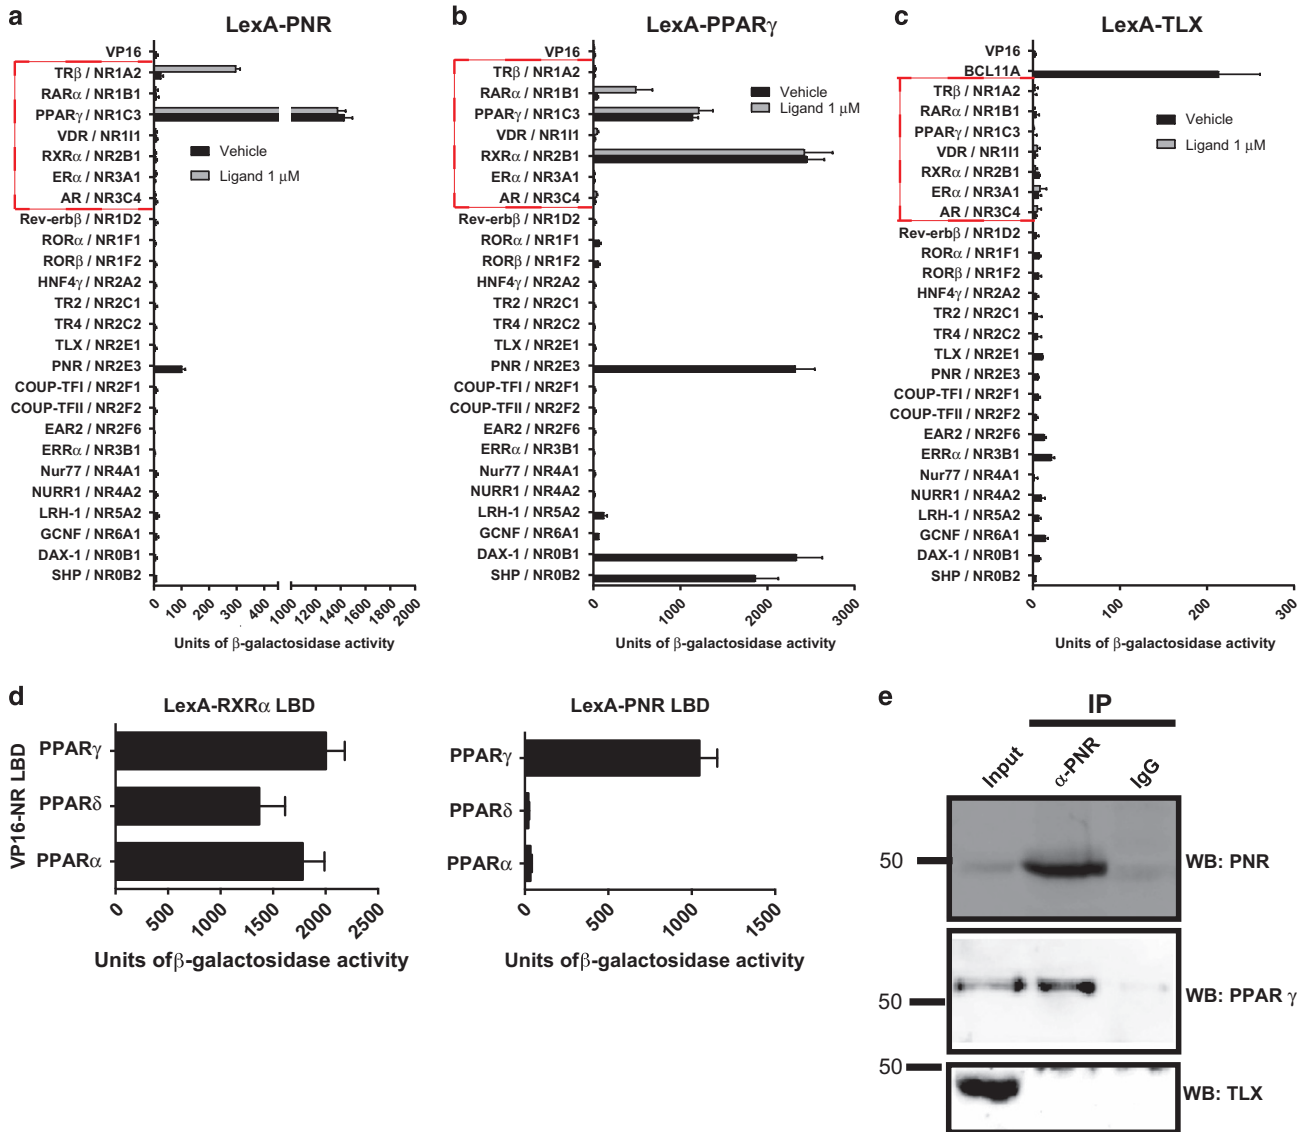 a
LexA-PNR
VP16
TRβ / NR1A2
RARα / NR1B1
PPARγ / NR1C3
VDR / NR1I1
RXRα / NR2B1
ERα / NR3A1
AR / NR3C4
Rev-erbβ / NR1D2
RORα / NR1F1
RORβ / NR1F2
HNF4γ / NR2A2
TR2 / NR2C1
TR4 / NR2C2
TLX / NR2E1
PNR / NR2E3
COUP-TFI / NR2F1
COUP-TFII / NR2F2
EAR2 / NR2F6
ERRα / NR3B1
Nur77 / NR4A1
NURR1 / NR4A2
LRH-1 / NR5A2
GCNF / NR6A1
DAX-1 / NR0B1
SHP / NR0B2
Vehicle
Ligand 1 μM
0 100 200 300 400 1000 1200 1400 1600 1800 2000
Units of β-galactosidase activity
b
LexA-PPARγ
VP16
TRβ / NR1A2
RARα / NR1B1
PPARγ / NR1C3
VDR / NR1I1
RXRα / NR2B1
ERα / NR3A1
AR / NR3C4
Rev-erbβ / NR1D2
RORα / NR1F1
RORβ / NR1F2
HNF4γ / NR2A2
TR2 / NR2C1
TR4 / NR2C2
TLX / NR2E1
PNR / NR2E3
COUP-TFI / NR2F1
COUP-TFII / NR2F2
EAR2 / NR2F6
ERRα / NR3B1
Nur77 / NR4A1
NURR1 / NR4A2
LRH-1 / NR5A2
GCNF / NR6A1
DAX-1 / NR0B1
SHP / NR0B2
Vehicle
Ligand 1 μM
0 1000 2000 3000
Units of β-galactosidase activity
c
LexA-TLX
VP16
BCL11A
TRβ / NR1A2
RARα / NR1B1
PPARγ / NR1C3
VDR / NR1I1
RXRα / NR2B1
ERα / NR3A1
AR / NR3C4
Rev-erbβ / NR1D2
RORα / NR1F1
RORβ / NR1F2
HNF4γ / NR2A2
TR2 / NR2C1
TR4 / NR2C2
TLX / NR2E1
PNR / NR2E3
COUP-TFI / NR2F1
COUP-TFII / NR2F2
EAR2 / NR2F6
ERRα / NR3B1
Nur77 / NR4A1
NURR1 / NR4A2
LRH-1 / NR5A2
GCNF / NR6A1
DAX-1 / NR0B1
SHP / NR0B2
Vehicle
Ligand 1 μM
0 100 200 300
Units of β-galactosidase activity
d
LexA-RXRα LBD
VP16-NR LBD
PPARγ
PPARδ
PPARα
0 500 1000 1500 2000 2500
Units ofβ-galactosidase activity
LexA-PNR LBD
PPARγ
PPARδ
PPARα
0 500 1000 1500
Units ofβ-galactosidase activity
e
IP
Input α-PNR IgG
50 WB: PNR
50 WB: PPAR γ
50 WB: TLX